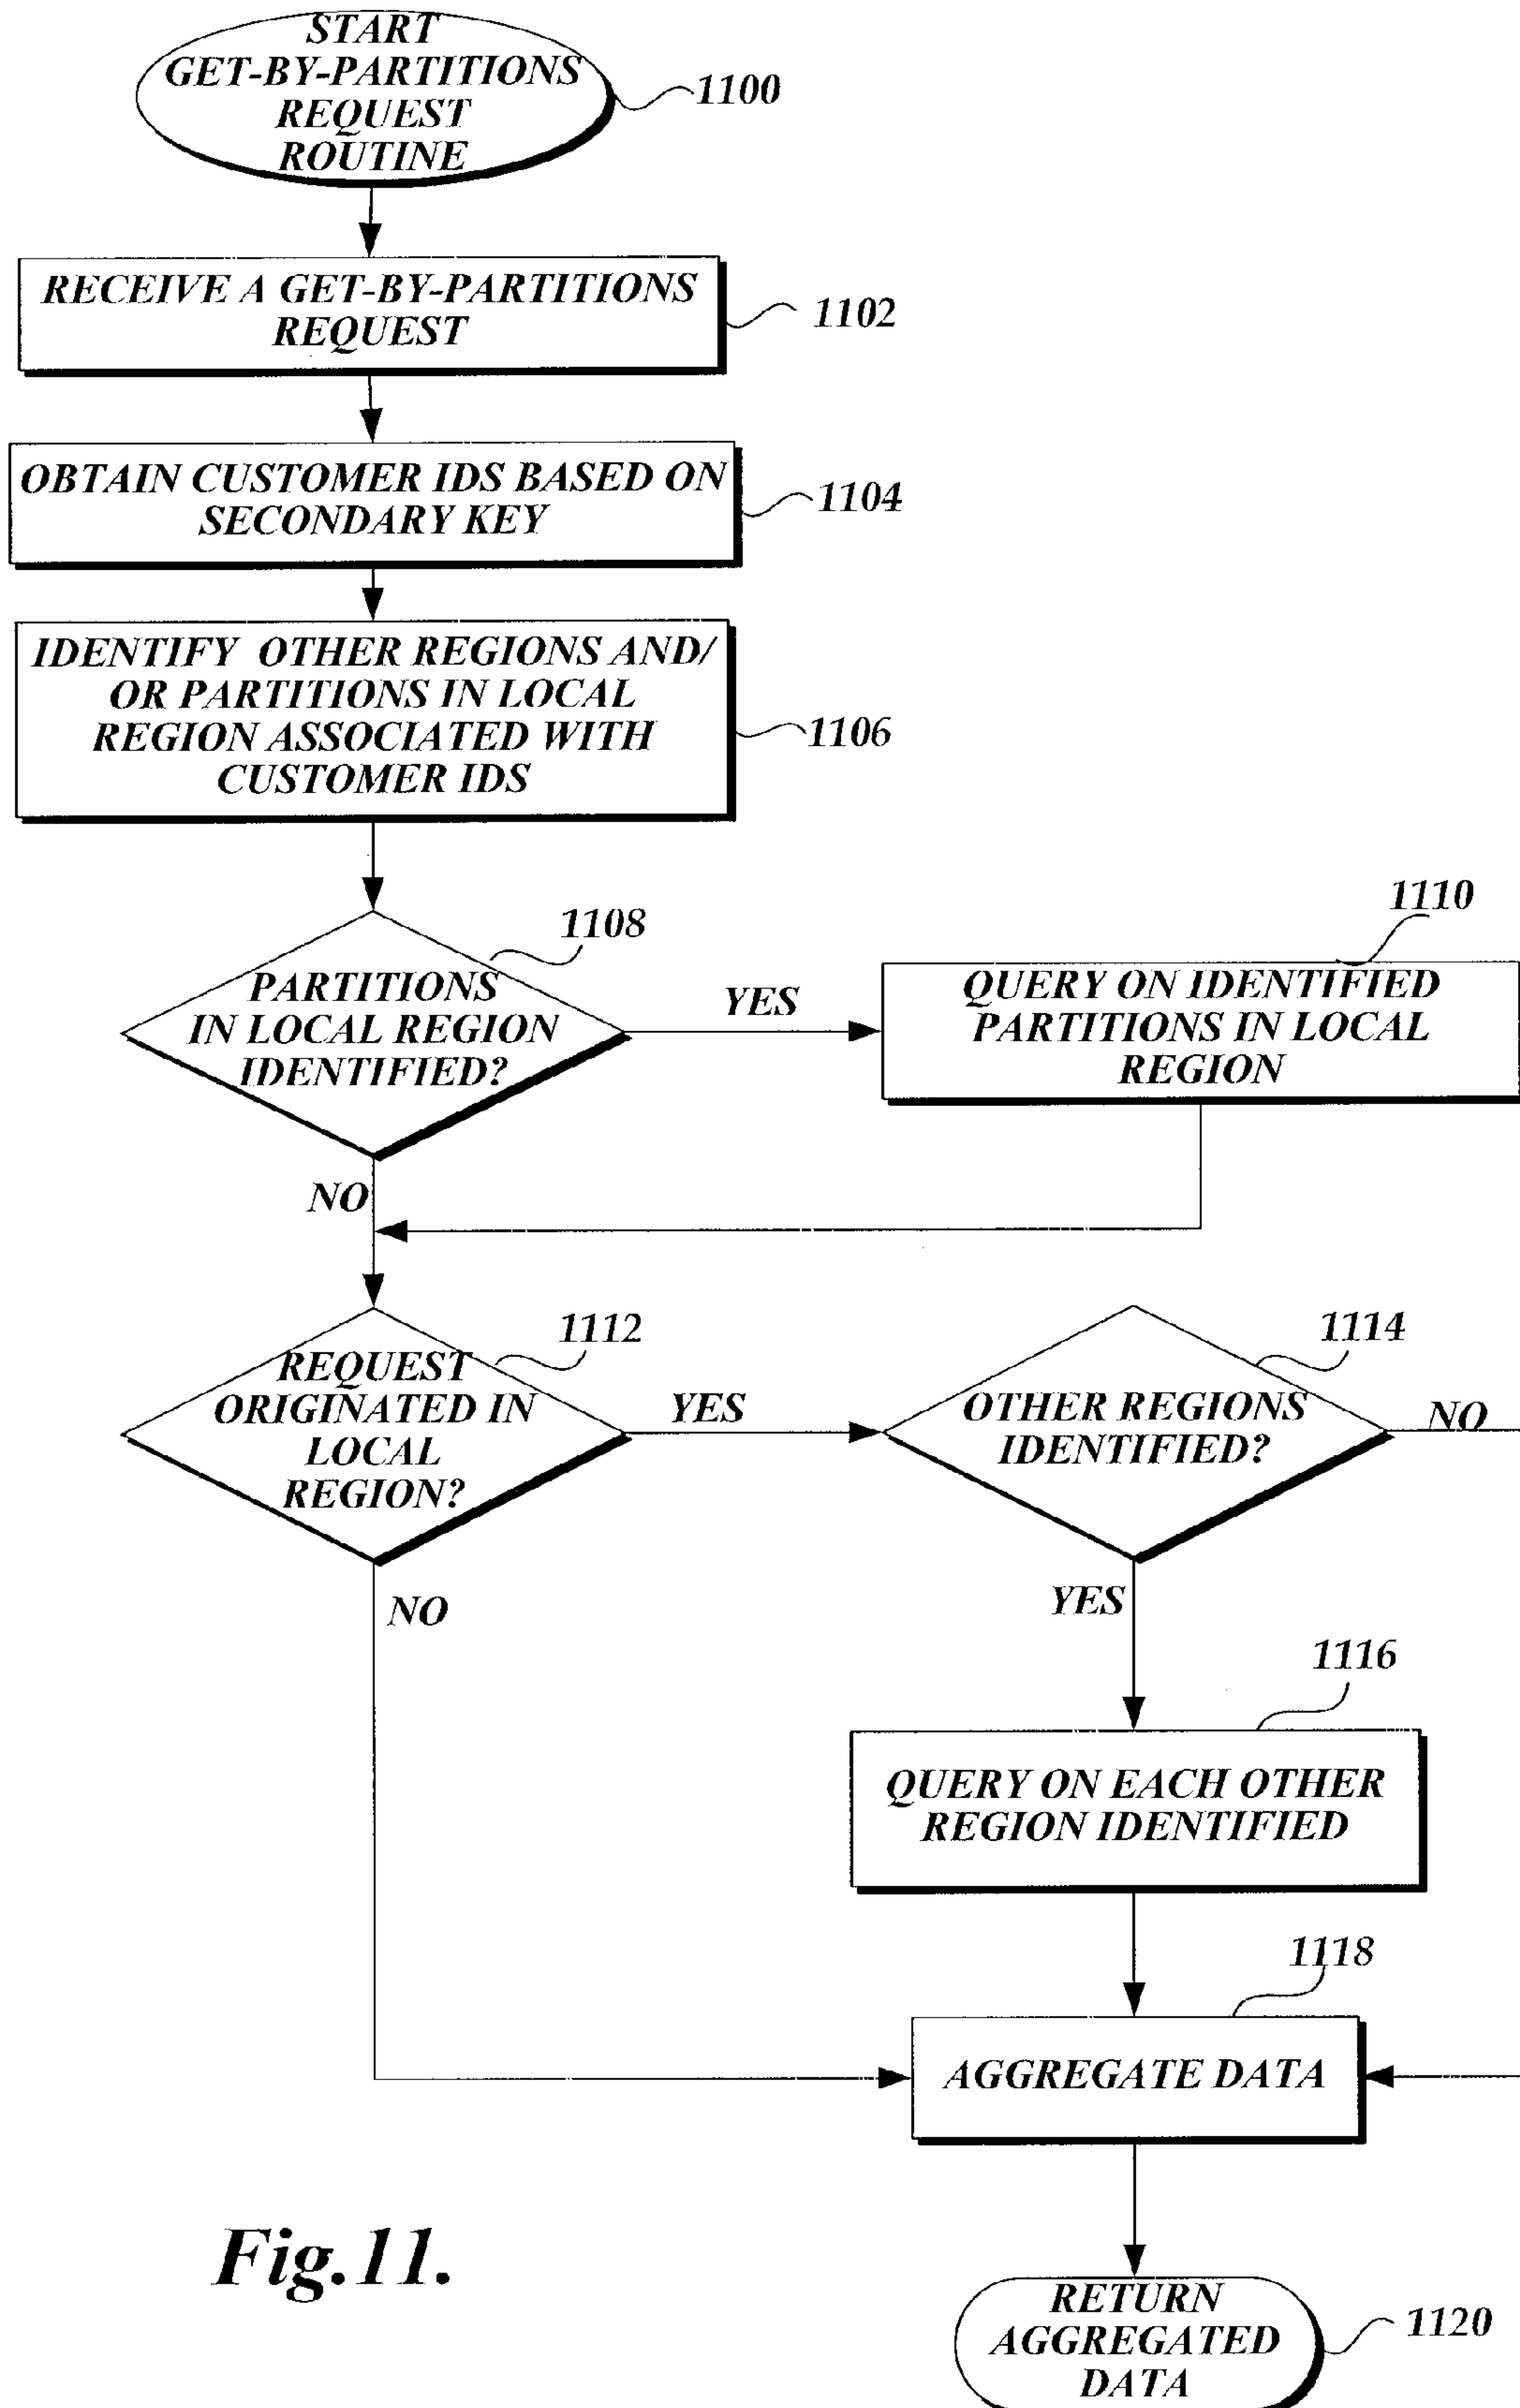 START
GET-BY-PARTITIONS
REQUEST
ROUTINE
1100
RECEIVE A GET-BY-PARTITIONS
REQUEST
1102
OBTAIN CUSTOMER IDS BASED ON
SECONDARY KEY
1104
IDENTIFY OTHER REGIONS AND/
OR PARTITIONS IN LOCAL
REGION ASSOCIATED WITH
CUSTOMER IDS
1106
1108
PARTITIONS
IN LOCAL REGION
IDENTIFIED?
YES
1110
QUERY ON IDENTIFIED
PARTITIONS IN LOCAL
REGION
NO
1112
REQUEST
ORIGINATED IN
LOCAL
REGION?
YES
1114
OTHER REGIONS
IDENTIFIED?
NO
NO
YES
1116
QUERY ON EACH OTHER
REGION IDENTIFIED
1118
AGGREGATE DATA
RETURN
AGGREGATED
DATA
1120
Fig.11.